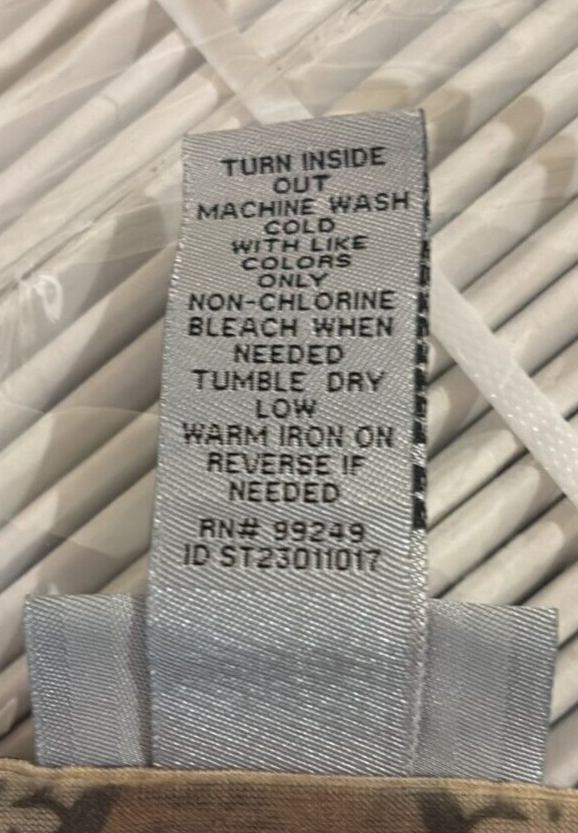 TURN INSIDE
OUT
MACHINE WASH
COLD
WITH LIKE
COLORS
ONLY
NON-CHLORINE
BLEACH WHEN
NEEDED
TUMBLE DRY
LOW
WARM IRON ON
REVERSE IF
NEEDED
RN# 99249
ID ST23011017